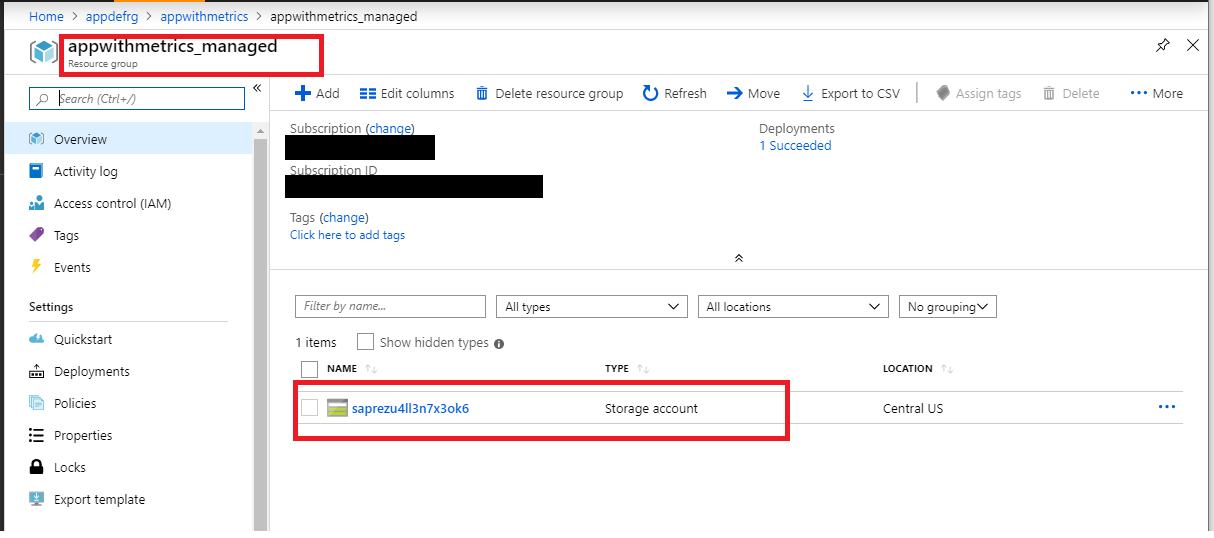 Home > appdefrg > appwithmetrics > appwithmetrics_managed
appwithmetrics_managed
Resource group
Search (Ctrl+/)
Overview
Activity log
Access control (IAM)
Tags
Events
Settings
Quickstart
Deployments
Policies
Properties
Locks
Export template
Add Edit columns Delete resource group Refresh Move Export to CSV Assign tags Delete More
Subscription (change)
Subscription ID
Deployments
1 Succeeded
Tags (change)
Click here to add tags
Filter by name... All types All locations No grouping
1 items Show hidden types
NAME TYPE LOCATION
saprezu4ll3n7x3ok6 Storage account Central US